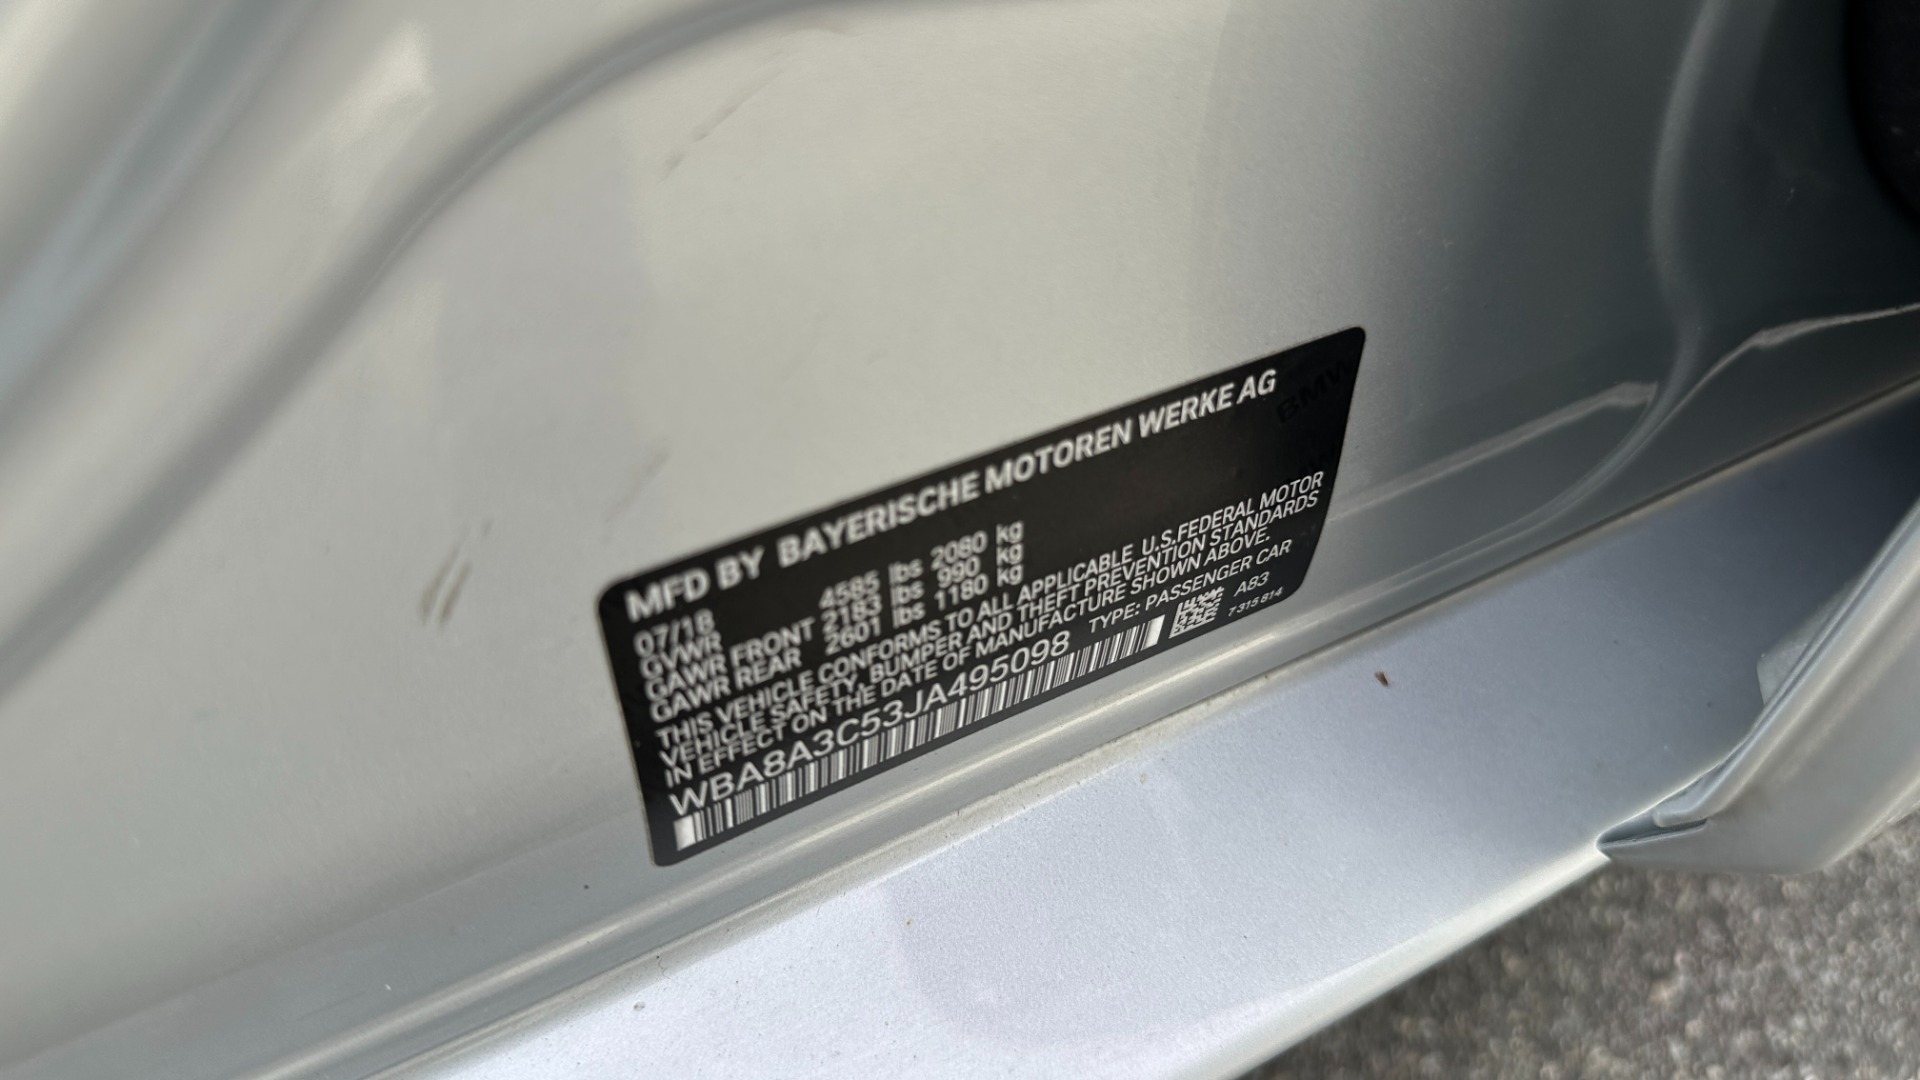 MFD BY BAYERISCHE MOTOREN WERKE AG
BMW
07/18
GVWR 4585 lbs 2080 kg
GAWR FRONT 2183 lbs 990 kg
GAWR REAR 2601 lbs 1180 kg
THIS VEHICLE CONFORMS TO ALL APPLICABLE U.S.FEDERAL MOTOR
VEHICLE SAFETY, BUMPER AND THEFT PREVENTION STANDARDS
IN EFFECT ON THE DATE OF MANUFACTURE SHOWN ABOVE.
WBA8A3C53JA495098 TYPE: PASSENGER CAR
A83
7 315 814